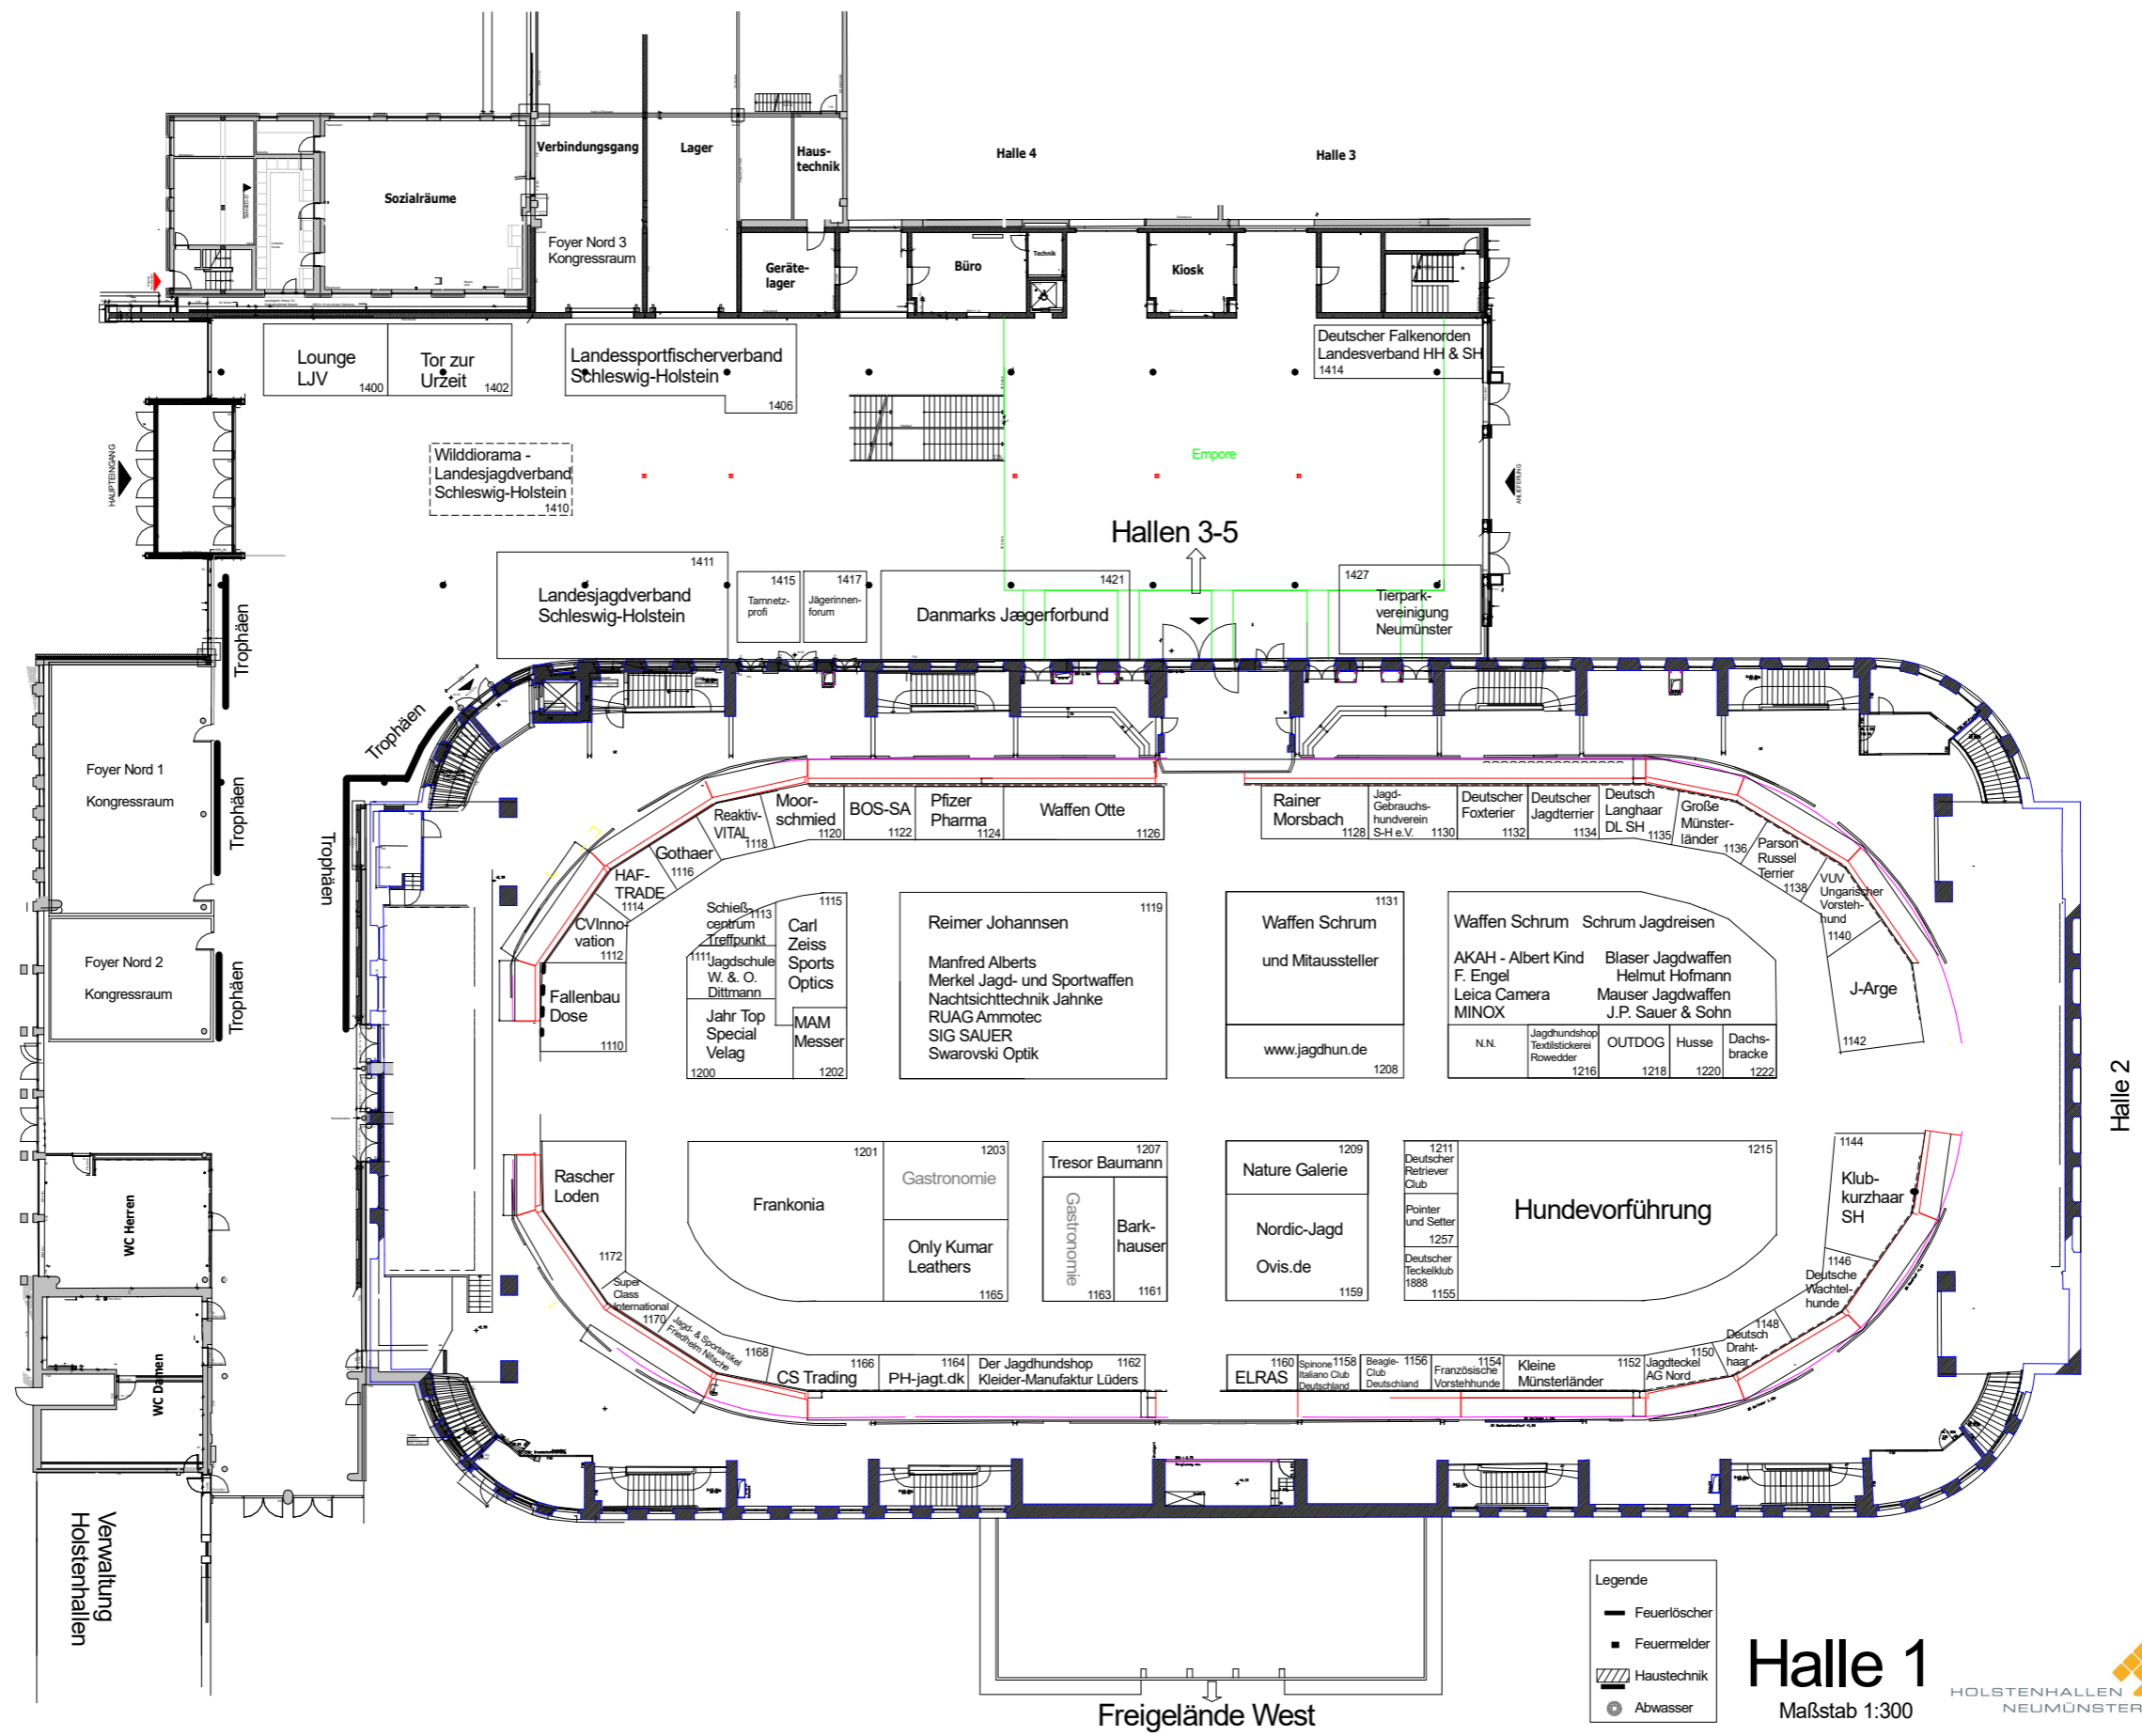 Verbindungsgang
Lager
Haus-
technik
Halle 4
Halle 3
Sozialräume
Foyer Nord 3
Kongressraum
Geräte-
lager
Büro
Technik
Kiosk
Lounge
LJV
1400
Tor zur
Urzeit
1402
Landessportfischerverband
Schleswig-Holstein
1406
Deutscher Falkenorden
Landesverband HH & SH
1414
HAUPTEINGANG
Wilddiorama -
Landesjagdverband
Schleswig-Holstein
1410
Empore
ANLIEFERUNG
Hallen 3-5
1411
Landesjagdverband
Schleswig-Holstein
1415
Tarnnetz-
profi
1417
Jägerinnen-
forum
1421
Danmarks Jægerforbund
1427
Tierpark-
vereinigung
Neumünster
Trophäen
Trophäen
Trophäen
Trophäen
Trophäen
Foyer Nord 1
Kongressraum
Foyer Nord 2
Kongressraum
WC Herren
WC Damen
Verwaltung
Holstenhallen
Fallenbau
Dose
1110
CVInno-
vation
1112
HAF-
TRADE
1114
Gothaer
1116
Reaktiv-
VITAL
1118
Moor-
schmied
1120
BOS-SA
1122
Pfizer
Pharma
1124
Waffen Otte
1126
Rainer
Morsbach
1128
Jagd-
Gebrauchs-
hundverein
S-H e.V. 1130
Deutscher
Foxterier
1132
Deutscher
Jagdterrier
1134
Deutsch
Langhaar
DL SH
1135
Große
Münster-
länder
1136
Parson
Russel
Terrier
1138
VUV
Ungarischer
Vorsteh-
hund
1140
J-Arge
1142
Schieß-
centrum
Treffpunkt
1113
1115
Carl
Zeiss
Sports
Optics
1111
Jagdschule
W. & O.
Dittmann
Jahr Top
Special
Velag
1200
MAM
Messer
1202
1119
Reimer Johannsen
Manfred Alberts
Merkel Jagd- und Sportwaffen
Nachtsichttechnik Jahnke
RUAG Ammotec
SIG SAUER
Swarovski Optik
1131
Waffen Schrum
und Mitaussteller
www.jagdhun.de
1208
Waffen Schrum Schrum Jagdreisen
AKAH - Albert Kind Blaser Jagdwaffen
F. Engel Helmut Hofmann
Leica Camera Mauser Jagdwaffen
MINOX J.P. Sauer & Sohn
N.N.
Jagdhundshop
Textilstickerei
Rowedder
1216
OUTDOG
1218
Husse
1220
Dachs-
bracke
1222
Halle 2
Rascher
Loden
1172
1201
Frankonia
1203
Gastronomie
Only Kumar
Leathers
1165
1207
Tresor Baumann
Gastronomie
1163
Bark-
hauser
1161
1209
Nature Galerie
Nordic-Jagd
Ovis.de
1159
1211
Deutscher
Retriever
Club
Pointer
und Setter
1257
Deutscher
Teckelklub
1888
1155
1215
Hundevorführung
1144
Klub-
kurzhaar
SH
1146
Deutsche
Wachtel-
hunde
1148
Deutsch
Draht-
haar
1150
Jagdteckel
AG Nord
1152
Kleine
Münsterländer
1154
Französische
Vorstehhunde
Beagle- 1156
Club
Deutschland
Spinone 1158
Italiano Club
Deutschland
1160
ELRAS
1162
Der Jagdhundshop
Kleider-Manufaktur Lüders
1164
PH-jagt.dk
1166
CS Trading
1168
Jagd- & Sportartikel
Friedhelm Nitsche
1170
Super
Class
International
Freigelände West
Legende
Feuerlöscher
Feuermelder
Haustechnik
Abwasser
Halle 1
Maßstab 1:300
HOLSTENHALLEN
NEUMÜNSTER